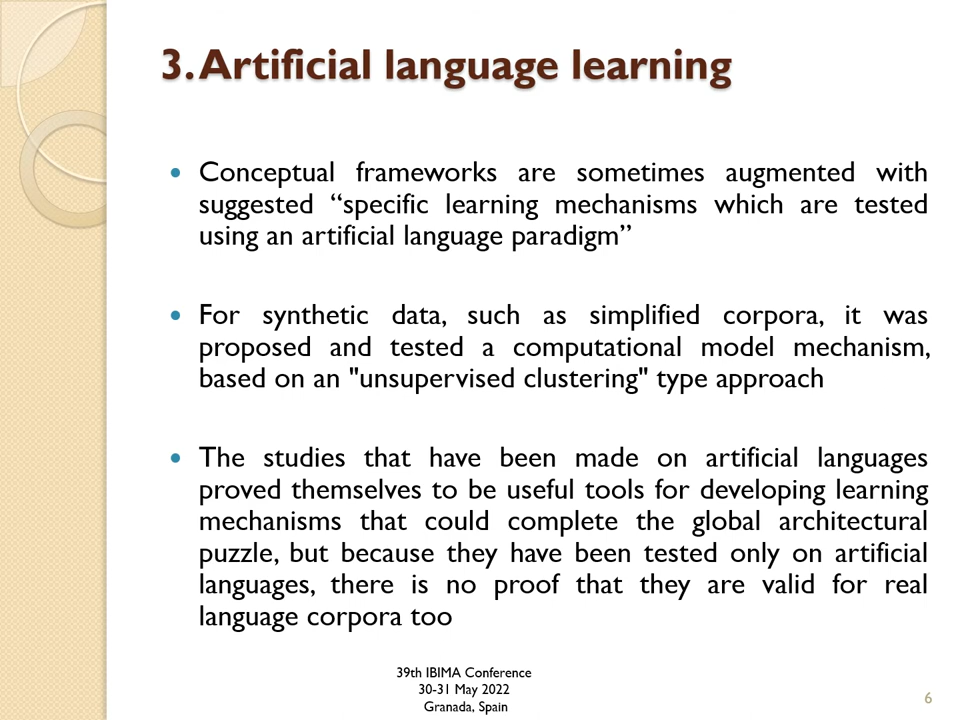 3. Artificial language learning
• Conceptual frameworks are sometimes augmented with
suggested “specific learning mechanisms which are tested
using an artificial language paradigm”
• For synthetic data, such as simplified corpora, it was
proposed and tested a computational model mechanism,
based on an "unsupervised clustering" type approach
• The studies that have been made on artificial languages
proved themselves to be useful tools for developing learning
mechanisms that could complete the global architectural
puzzle, but because they have been tested only on artificial
languages, there is no proof that they are valid for real
language corpora too
39th IBIMA Conference
30-31 May 2022
Granada, Spain
6